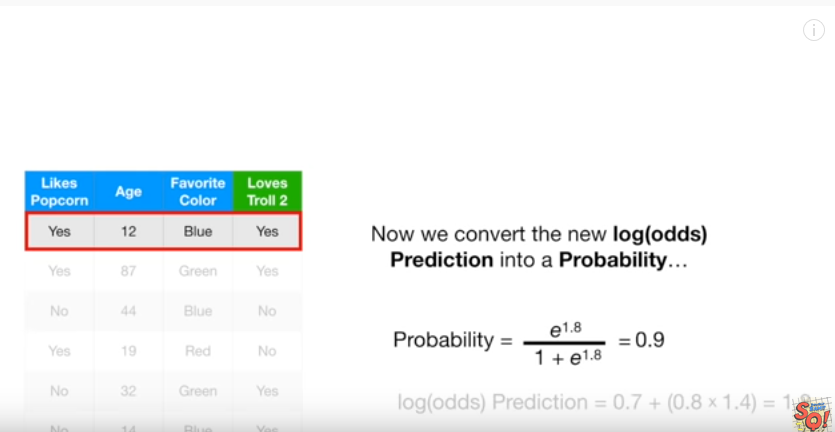 Likes Popcorn Age Favorite Color Loves Troll 2
Yes 12 Blue Yes
Yes 87 Green Yes
No 44 Blue No
Yes 19 Red No
No 32 Green Yes
No 14 Blue Yes
Now we convert the new log(odds)
Prediction into a Probability…
Probability = e^1.8 / 1 + e^1.8 = 0.9
log(odds) Prediction = 0.7 + (0.8 × 1.4) = 1.8